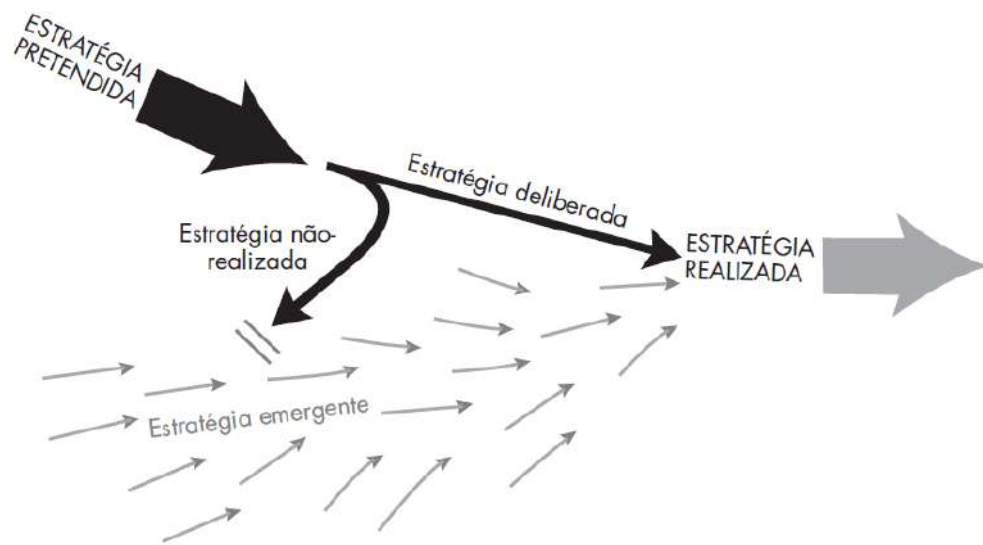 ESTRATÉGIA
PRETENDIDA
Estratégia deliberada
Estratégia não-
realizada
ESTRATÉGIA
REALIZADA
Estratégia emergente